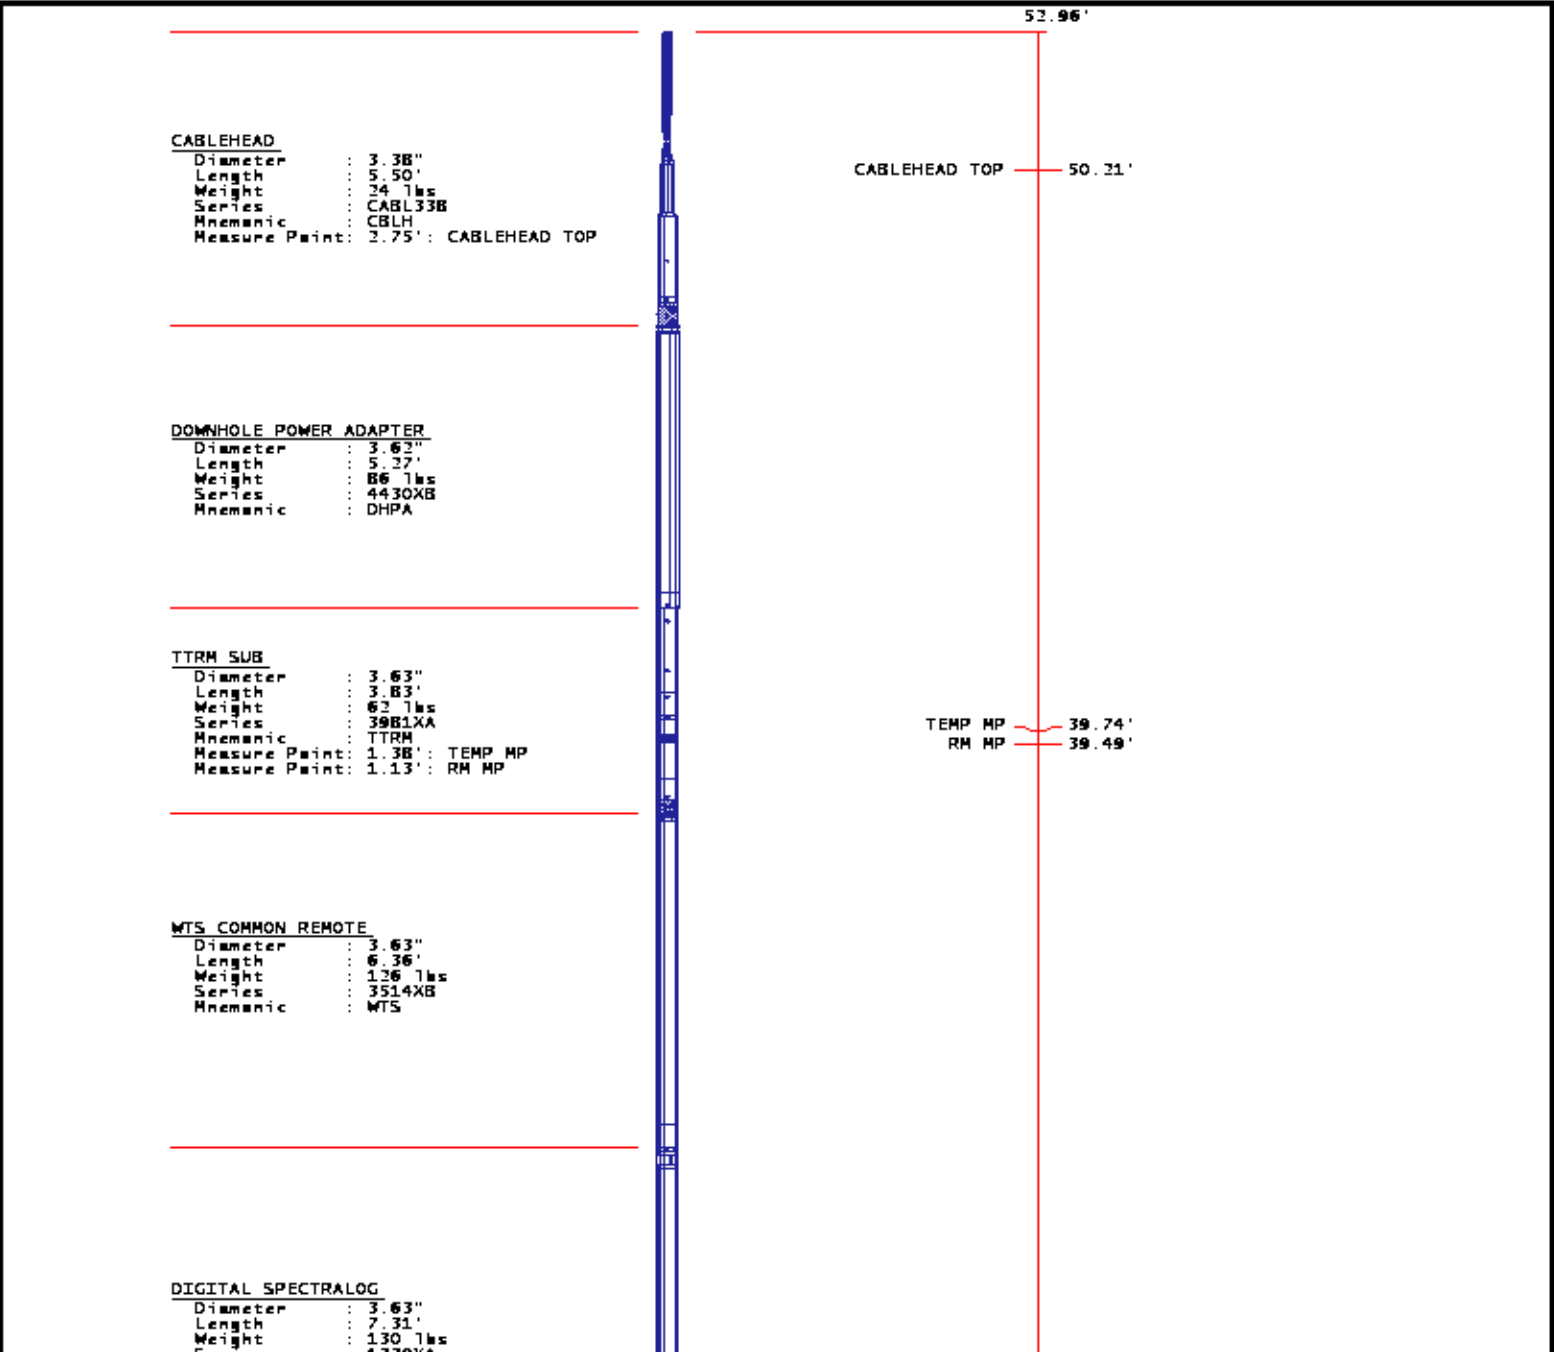 52.96'
CABLEHEAD
Diameter : 3.38"
Length : 5.50'
Weight : 24 lbs
Series : CABL338
Mnemonic : CBLH
Measure Point: 2.75': CABLEHEAD TOP
CABLEHEAD TOP 50.21'
DOWNHOLE POWER ADAPTER
Diameter : 3.62"
Length : 5.27'
Weight : 86 lbs
Series : 4430XB
Mnemonic : DHPA
TTRM SUB
Diameter : 3.63"
Length : 3.83'
Weight : 62 lbs
Series : 3981XA
Mnemonic : TTRM
Measure Point: 1.38': TEMP MP
Measure Point: 1.13': RM MP
TEMP MP 39.74'
RM MP 39.49'
WTS COMMON REMOTE
Diameter : 3.63"
Length : 6.36'
Weight : 126 lbs
Series : 3514XB
Mnemonic : WTS
DIGITAL SPECTRALOG
Diameter : 3.63"
Length : 7.31'
Weight : 130 lbs